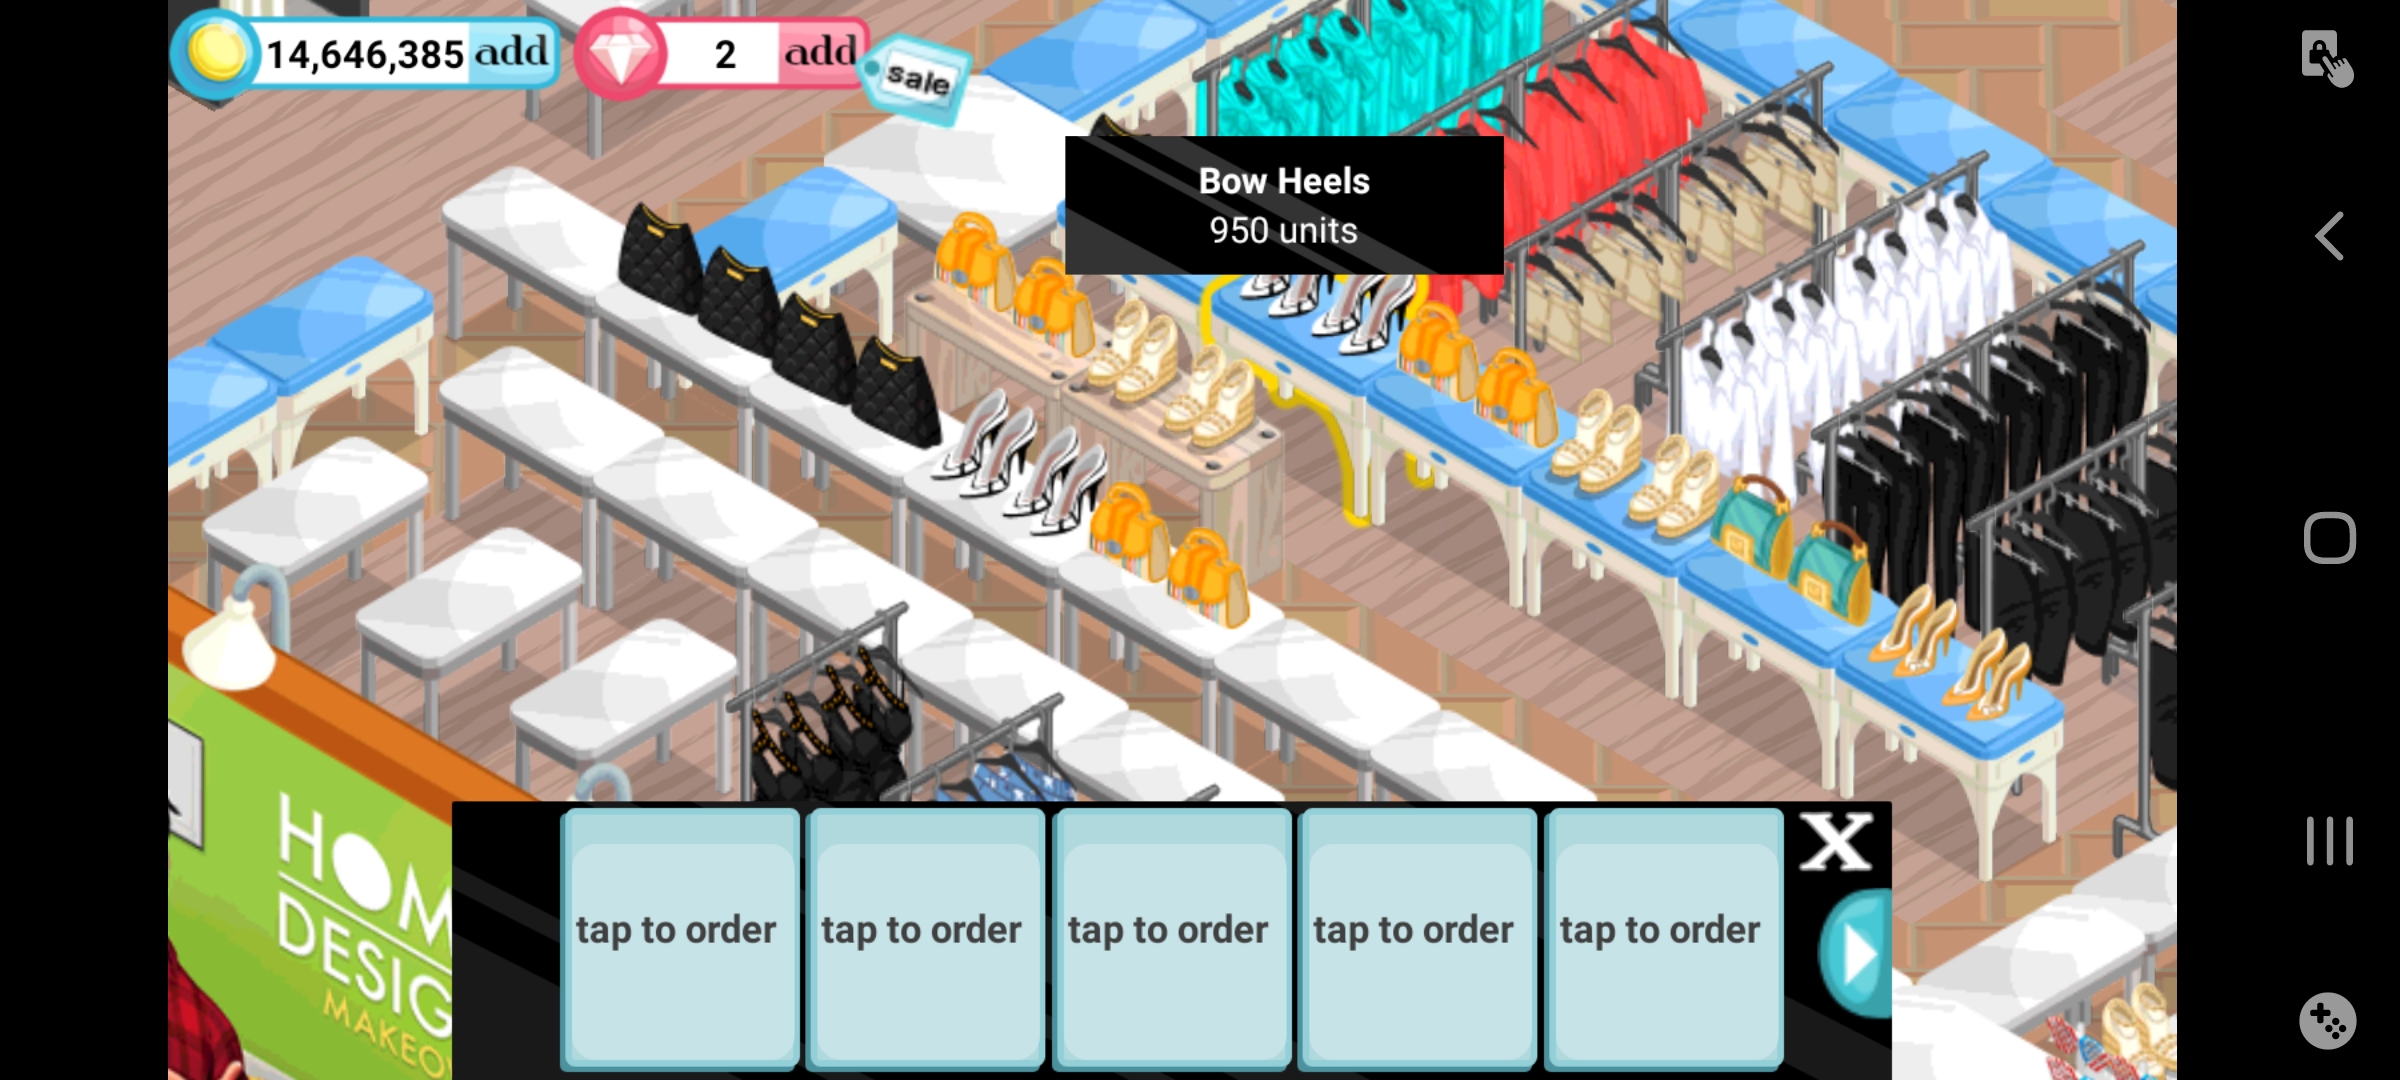 14,646,385 add
2 add
sale
Bow Heels
950 units
HOM
DESIG
MAKEO
tap to order
tap to order
tap to order
tap to order
tap to order
X